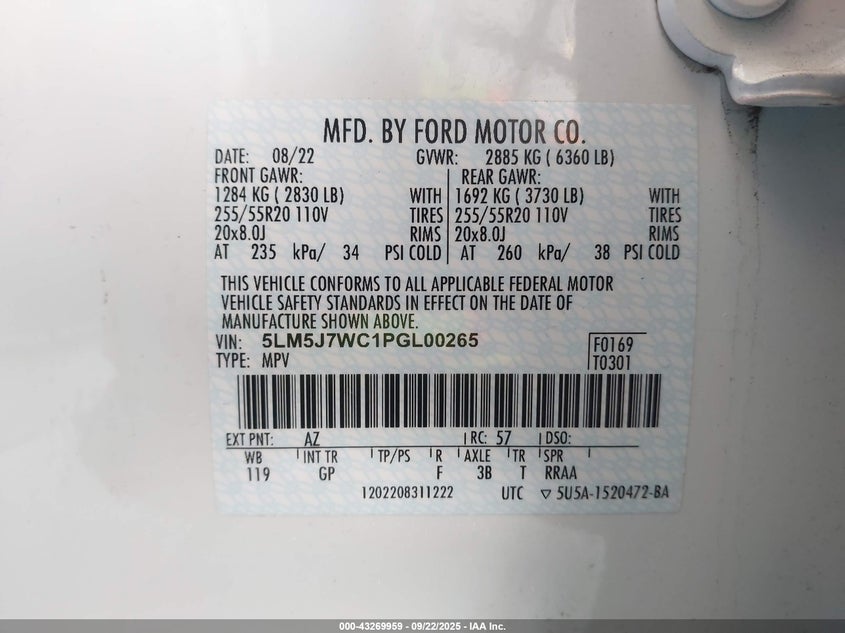 MFD. BY FORD MOTOR CO.
DATE: 08/22 GVWR: 2885 KG ( 6360 LB)
FRONT GAWR: REAR GAWR:
1284 KG ( 2830 LB) WITH 1692 KG ( 3730 LB) WITH
255/55R20 110V TIRES 255/55R20 110V TIRES
20x8.0J RIMS 20x8.0J RIMS
AT 235 kPa/ 34 PSI COLD AT 260 kPa/ 38 PSI COLD
THIS VEHICLE CONFORMS TO ALL APPLICABLE FEDERAL MOTOR
VEHICLE SAFETY STANDARDS IN EFFECT ON THE DATE OF
MANUFACTURE SHOWN ABOVE.
VIN: 5LM5J7WC1PGL00265 F0169
TYPE: MPV T0301
EXT PNT: AZ RC: 57 DSO:
WB INT TR TP/PS R AXLE TR SPR
119 GP F 3B T RRAA
1202208311222 UTC ▽ 5U5A-1520472-BA
000-43269959 - 09/22/2025 - IAA Inc.